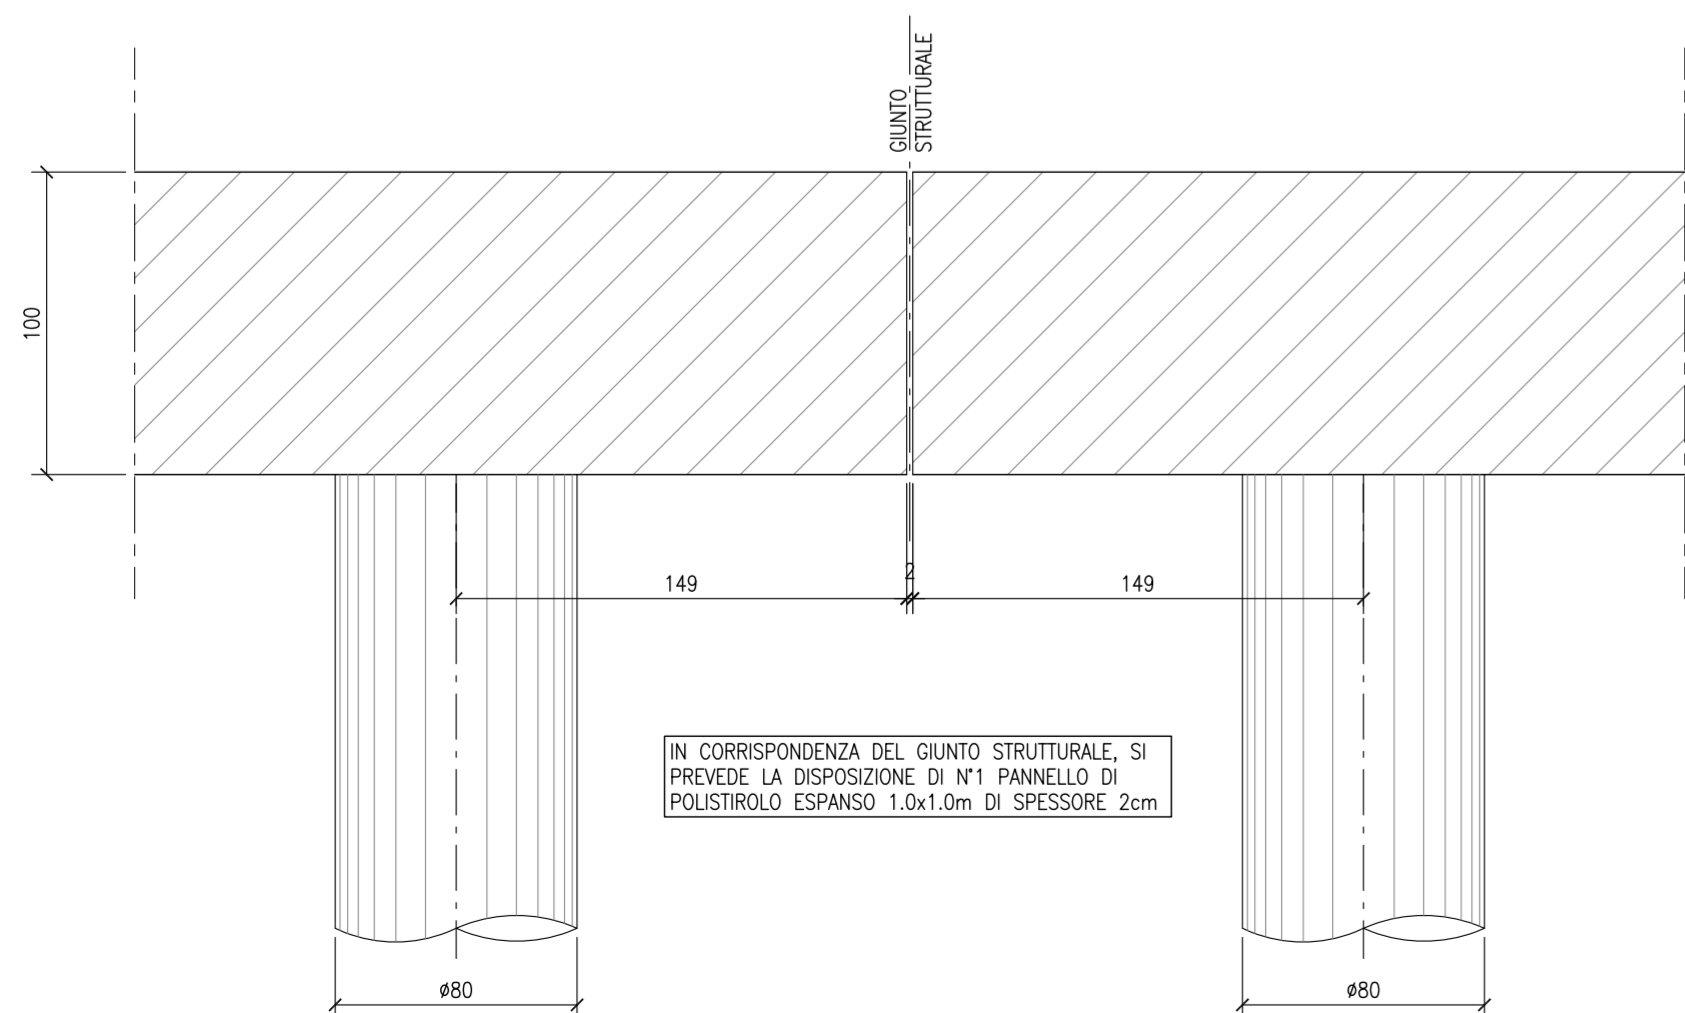 GIUNTO
STRUTTURALE
100
149
2
149
IN CORRISPONDENZA DEL GIUNTO STRUTTURALE, SI
PREVEDE LA DISPOSIZIONE DI N°1 PANNELLO DI
POLISTIROLO ESPANSO 1.0x1.0m DI SPESSORE 2cm
ø80
ø80